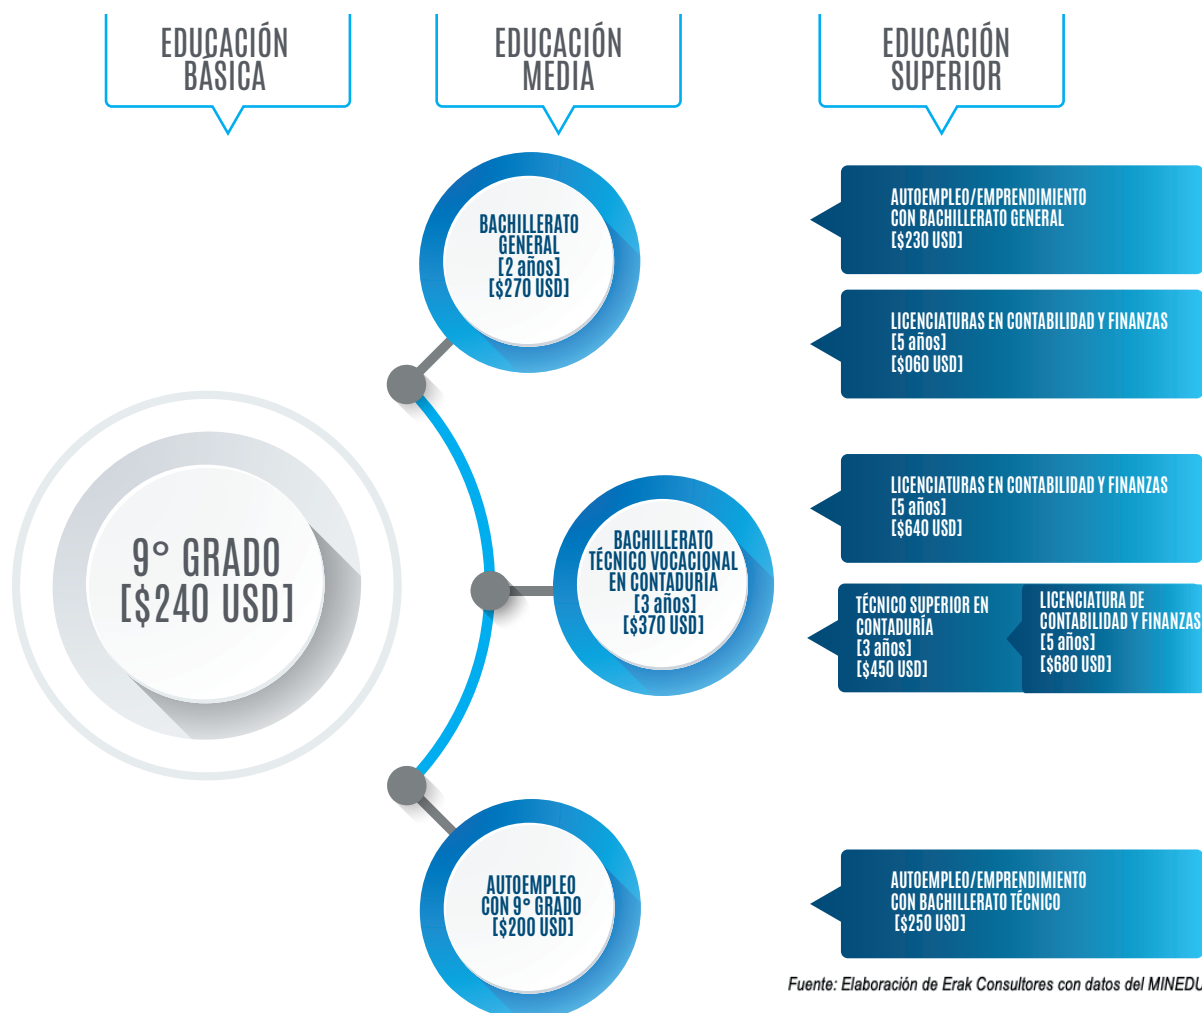 EDUCACIÓN
BÁSICA
EDUCACIÓN
MEDIA
EDUCACIÓN
SUPERIOR
9° GRADO
[$240 USD]
BACHILLERATO
GENERAL
[2 años]
[$270 USD]
BACHILLERATO
TÉCNICO VOCACIONAL
EN CONTADURÍA
[3 años]
[$370 USD]
AUTOEMPLEO
CON 9° GRADO
[$200 USD]
AUTOEMPLEO/EMPRENDIMIENTO
CON BACHILLERATO GENERAL
[$230 USD]
LICENCIATURAS EN CONTABILIDAD Y FINANZAS
[5 años]
[$060 USD]
LICENCIATURAS EN CONTABILIDAD Y FINANZAS
[5 años]
[$640 USD]
TÉCNICO SUPERIOR EN
CONTADURÍA
[3 años]
[$450 USD]
LICENCIATURA DE
CONTABILIDAD Y FINANZAS
[5 años]
[$680 USD]
AUTOEMPLEO/EMPRENDIMIENTO
CON BACHILLERATO TÉCNICO
[$250 USD]
Fuente: Elaboración de Erak Consultores con datos del MINEDU